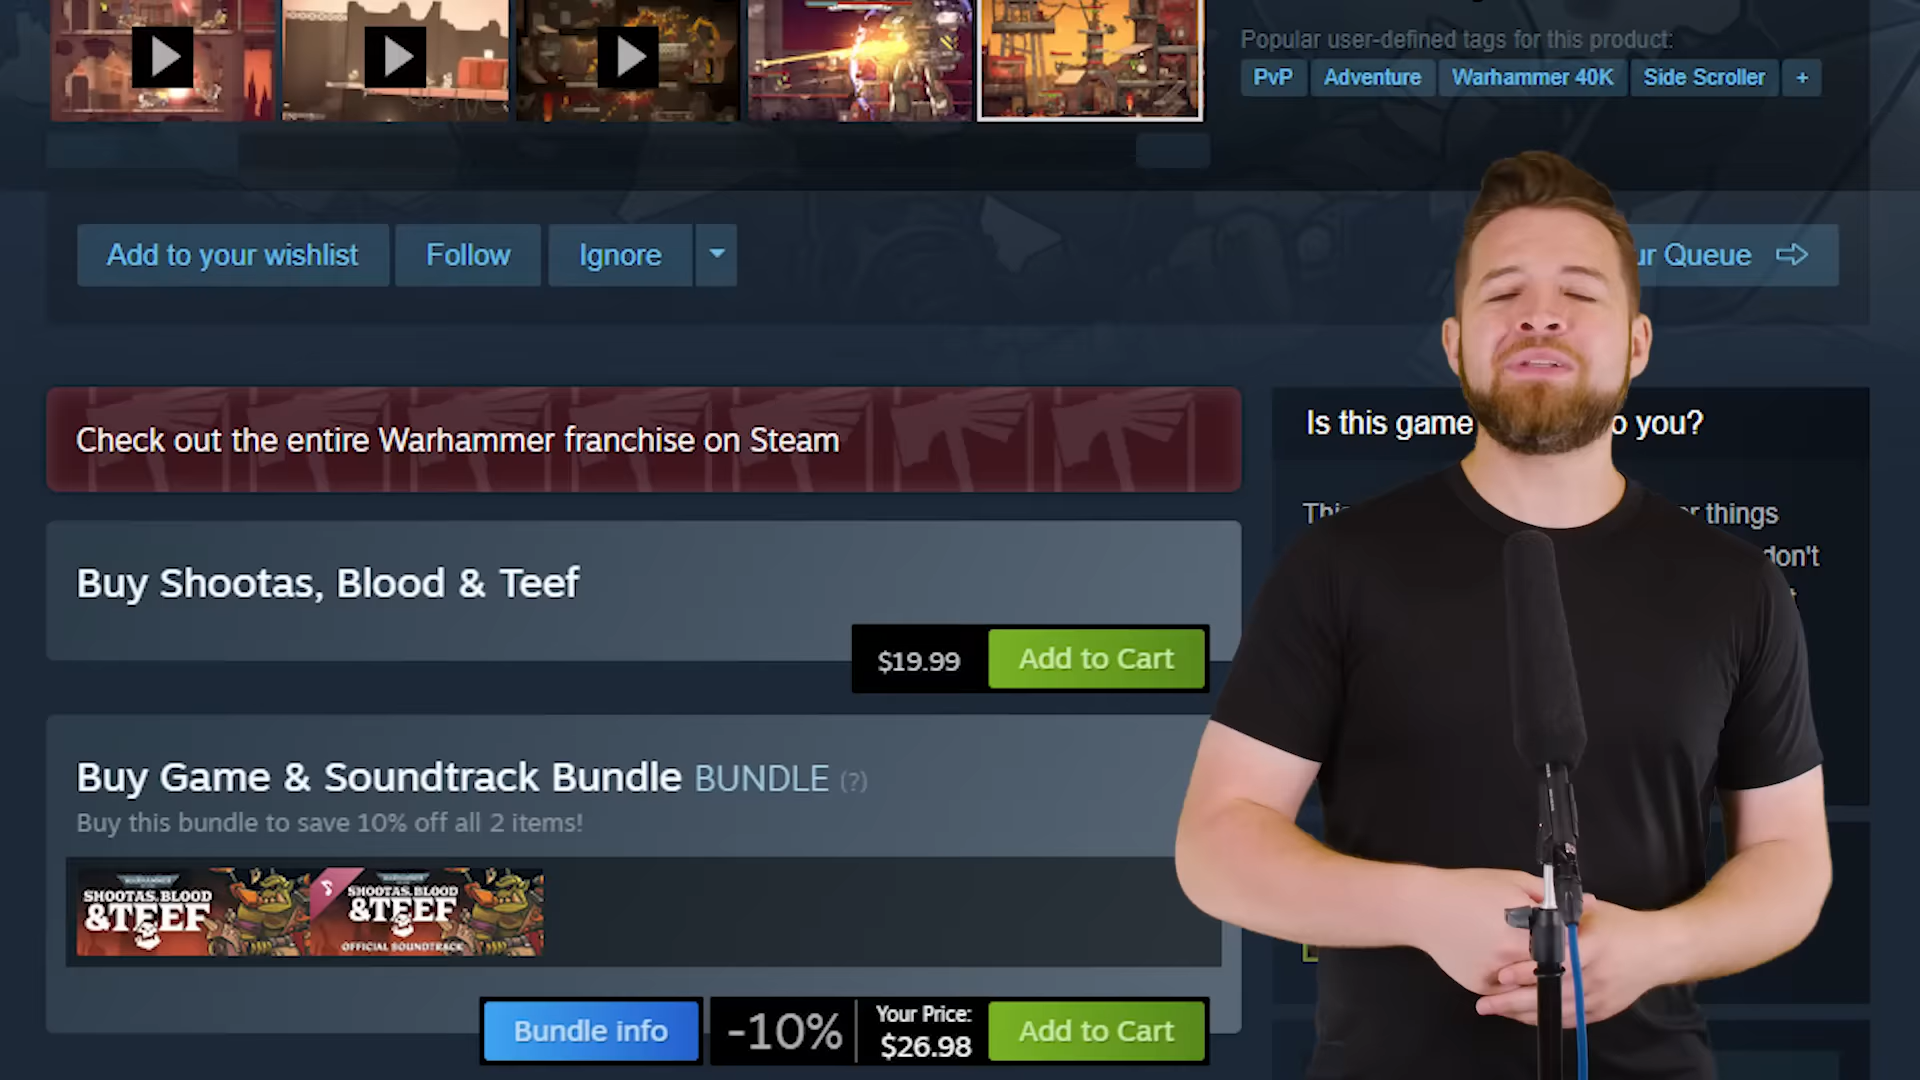 Popular user-defined tags for this product:
PvP
Adventure
Warhammer 40K
Side Scroller
+
Add to your wishlist
Follow
Ignore
Queue
Check out the entire Warhammer franchise on Steam
Is this game
you?
things
don't
Buy Shootas, Blood & Teef
$19.99
Add to Cart
Buy Game & Soundtrack Bundle BUNDLE (?)
Buy this bundle to save 10% off all 2 items!
SHOOTAS, BLOOD
&TEEF
SHOOTAS, BLOOD
&TEEF
OFFICIAL SOUNDTRACK
Bundle info
-10%
Your Price:
$26.98
Add to Cart